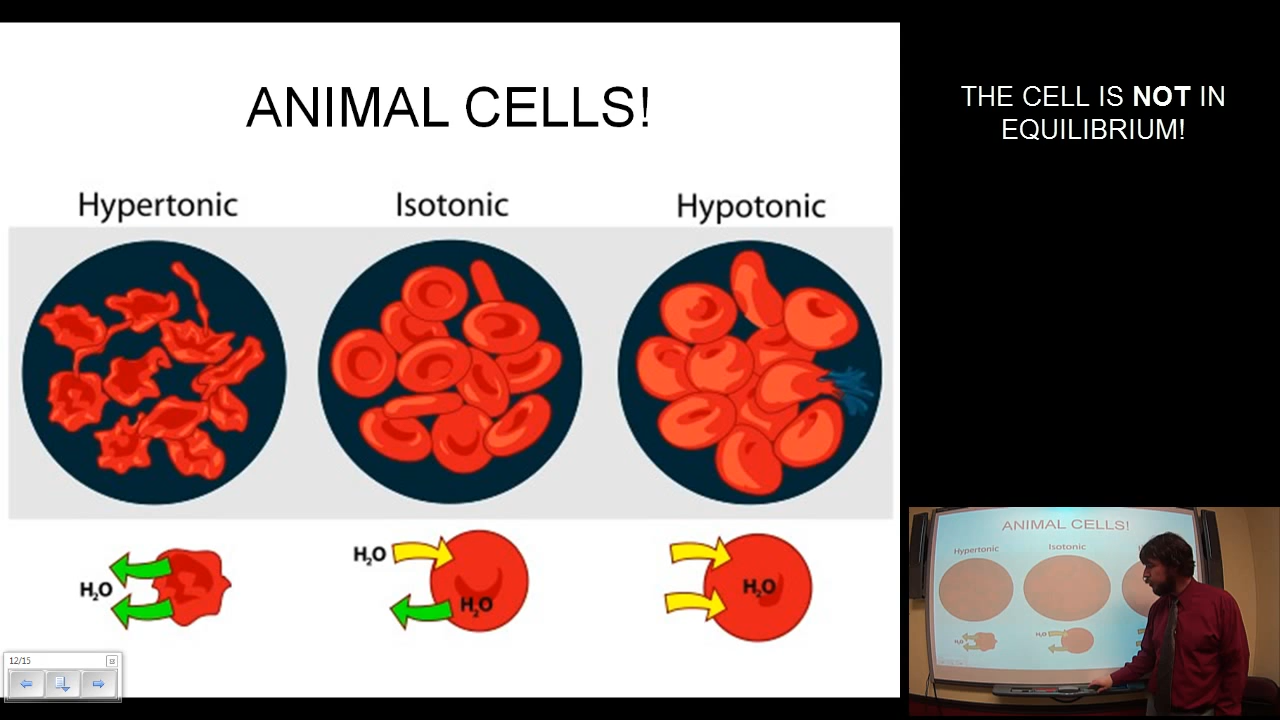 ANIMAL CELLS!
Hypertonic
Isotonic
Hypotonic
H₂O
H₂O
H₂O
H₂O
12/15
THE CELL IS NOT IN
EQUILIBRIUM!
ANIMAL CELLS!
Hypertonic
Isotonic